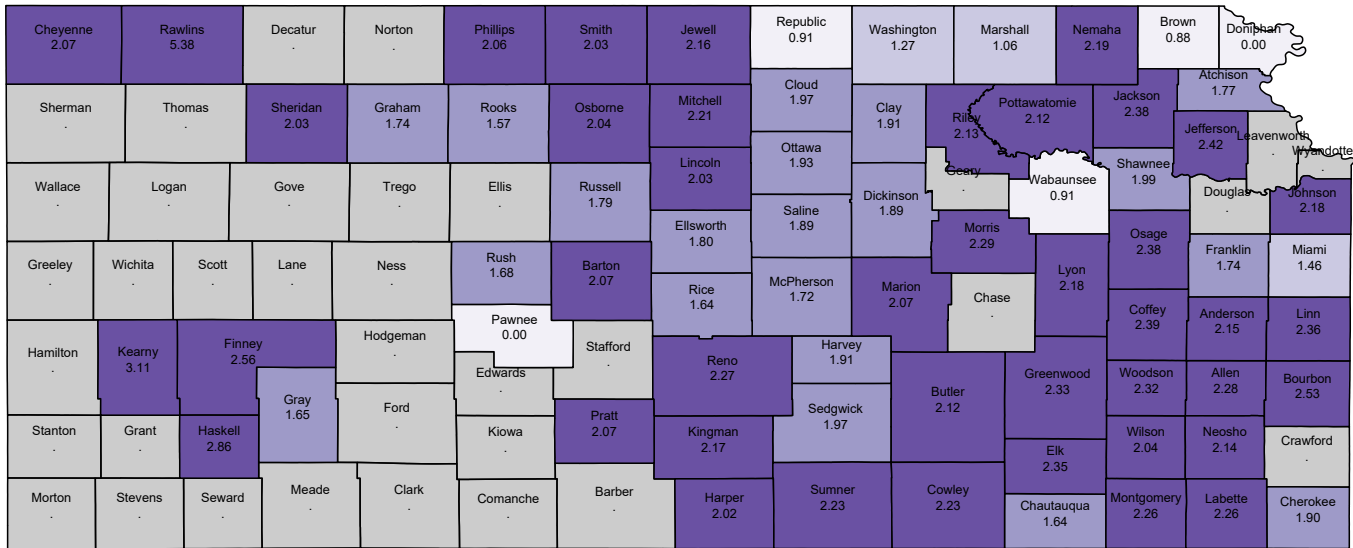 Cheyenne
2.07
Rawlins
5.38
Decatur
.
Norton
.
Phillips
2.06
Smith
2.03
Jewell
2.16
Republic
0.91
Washington
1.27
Marshall
1.06
Nemaha
2.19
Brown
0.88
Doniphan
0.00
Sherman
.
Thomas
.
Sheridan
2.03
Graham
1.74
Rooks
1.57
Osborne
2.04
Mitchell
2.21
Cloud
1.97
Clay
1.91
Riley
2.13
Pottawatomie
2.12
Jackson
2.38
Atchison
1.77
Jefferson
2.42
Leavenworth
.
Wyandotte
.
Lincoln
2.03
Ottawa
1.93
Wallace
.
Logan
.
Gove
.
Trego
.
Ellis
.
Russell
1.79
Ellsworth
1.80
Saline
1.89
Dickinson
1.89
Geary
.
Wabaunsee
0.91
Shawnee
1.99
Douglas
.
Johnson
2.18
Morris
2.29
Osage
2.38
Franklin
1.74
Miami
1.46
Greeley
.
Wichita
.
Scott
.
Lane
.
Ness
.
Rush
1.68
Barton
2.07
Rice
1.64
McPherson
1.72
Marion
2.07
Chase
.
Lyon
2.18
Coffey
2.39
Anderson
2.15
Linn
2.36
Hamilton
.
Kearny
3.11
Finney
2.56
Hodgeman
.
Pawnee
0.00
Stafford
.
Edwards
.
Reno
2.27
Harvey
1.91
Butler
2.12
Greenwood
2.33
Woodson
2.32
Allen
2.28
Bourbon
2.53
Gray
1.65
Ford
.
Stanton
.
Grant
.
Haskell
2.86
Kiowa
.
Pratt
2.07
Kingman
2.17
Sedgwick
1.97
Elk
2.35
Wilson
2.04
Neosho
2.14
Crawford
.
Morton
.
Stevens
.
Seward
.
Meade
.
Clark
.
Comanche
.
Barber
.
Harper
2.02
Sumner
2.23
Cowley
2.23
Chautauqua
1.64
Montgomery
2.26
Labette
2.26
Cherokee
1.90